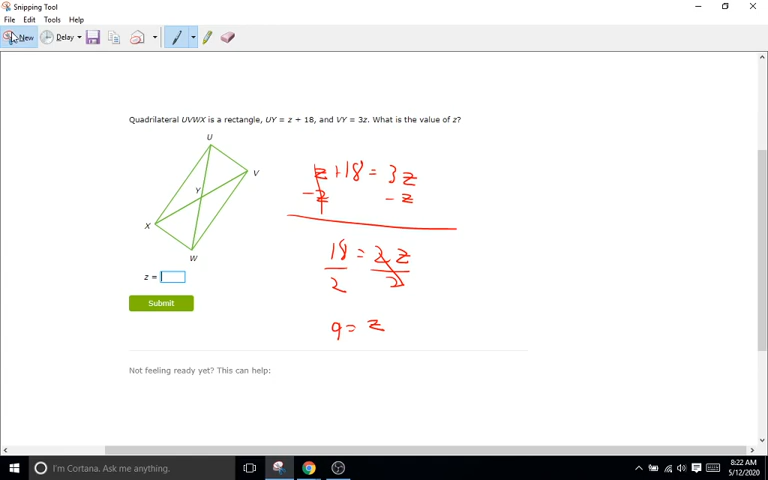 Snipping Tool
File Edit Tools Help
New Delay
Quadrilateral UVWX is a rectangle, UY = z + 18, and VY = 3z. What is the value of z?
U
V
Y
X
W
z + 18 = 3z
- z - z
18 = 2z
2 2
9 = z
z =
Submit
Not feeling ready yet? This can help:
I'm Cortana. Ask me anything.
8:22 AM
5/12/2020